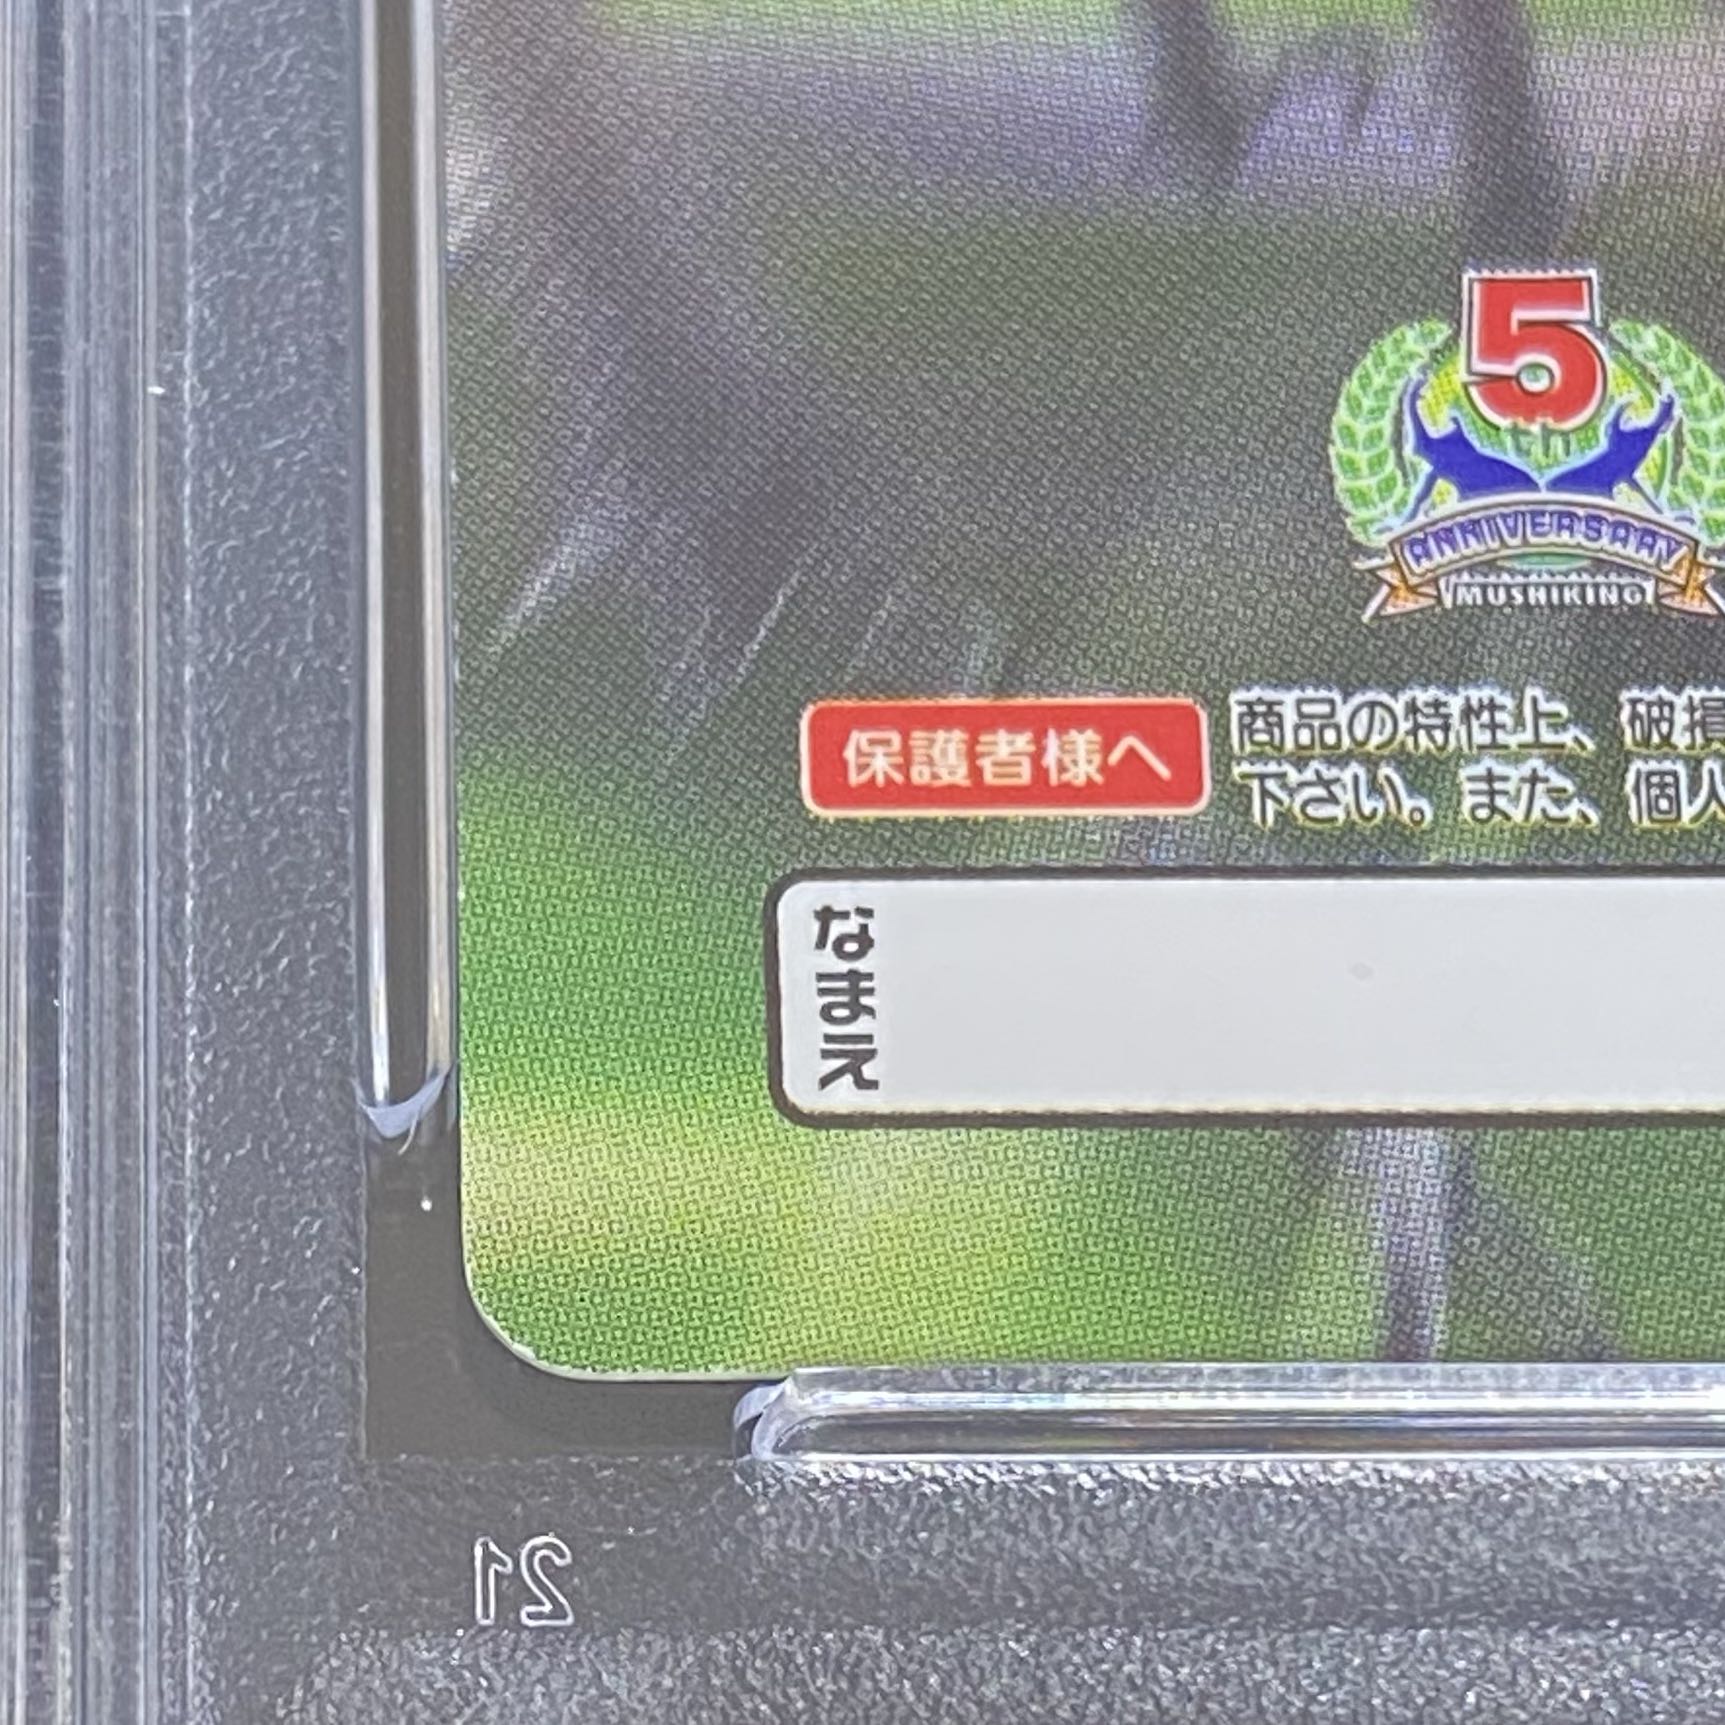 5
th
ANNIVERSARY
MUSHIKING
保護者様へ
商品の特性上、破損
下さい。また、個人
なまえ
21